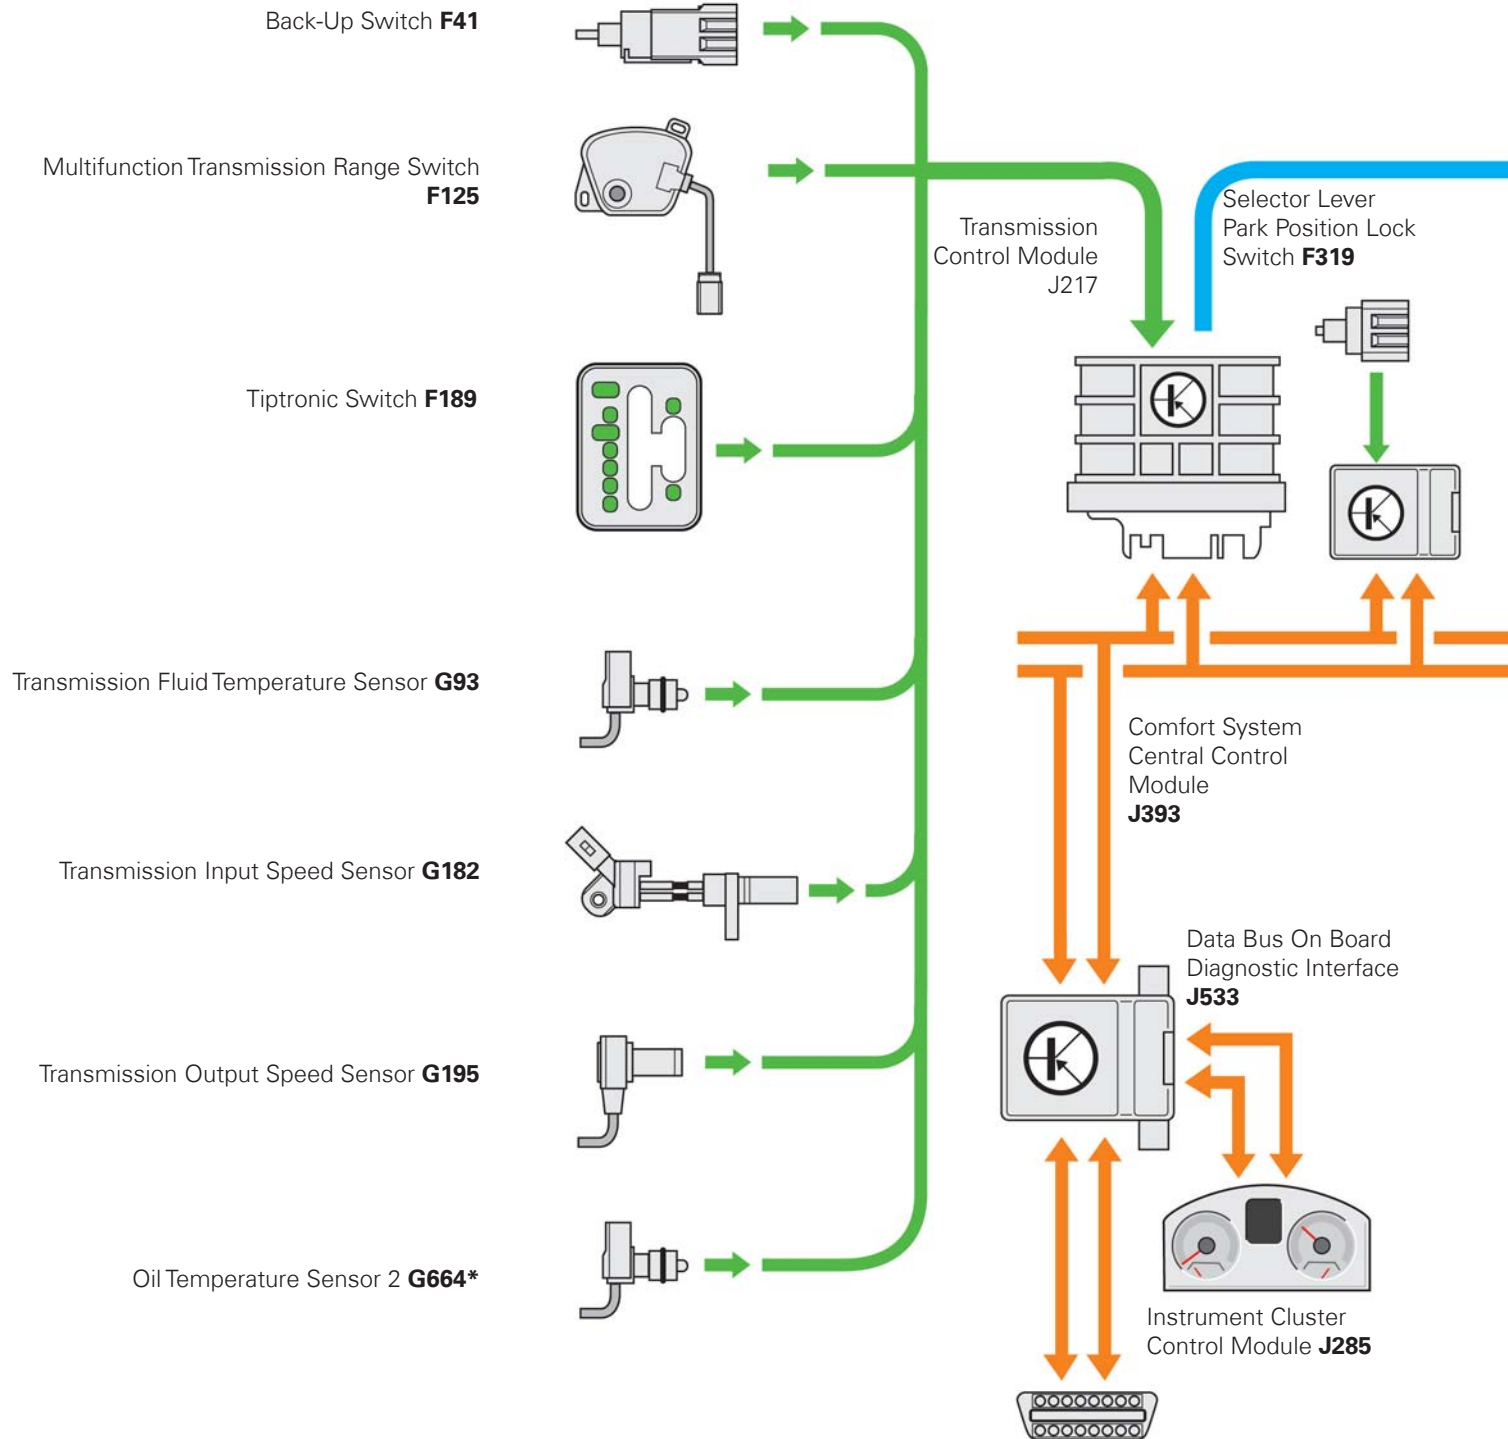 Back-Up Switch F41
Multifunction Transmission Range Switch
F125
Tiptronic Switch F189
Transmission Fluid Temperature Sensor G93
Transmission Input Speed Sensor G182
Transmission Output Speed Sensor G195
Oil Temperature Sensor 2 G664*
Transmission
Control Module
J217
Selector Lever
Park Position Lock
Switch F319
Comfort System
Central Control
Module
J393
Data Bus On Board
Diagnostic Interface
J533
Instrument Cluster
Control Module J285